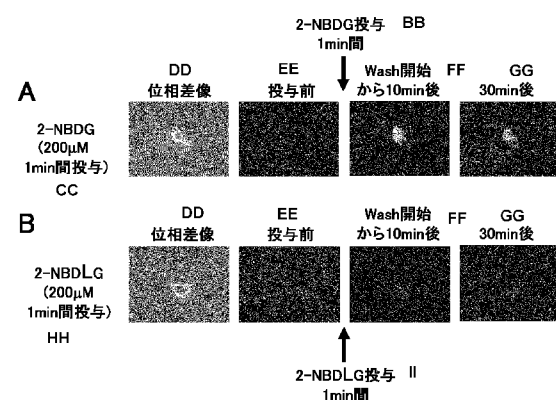 2-NBDG投与 BB
1min間
A
DD
位相差像
EE
投与前
Wash開始 FF
から10min後
GG
30min後
2-NBDG
(200μM
1min間投与)
CC
B
DD
位相差像
EE
投与前
Wash開始 FF
から10min後
GG
30min後
2-NBDLG
(200μM
1min間投与)
HH
2-NBDLG投与 II
1min間